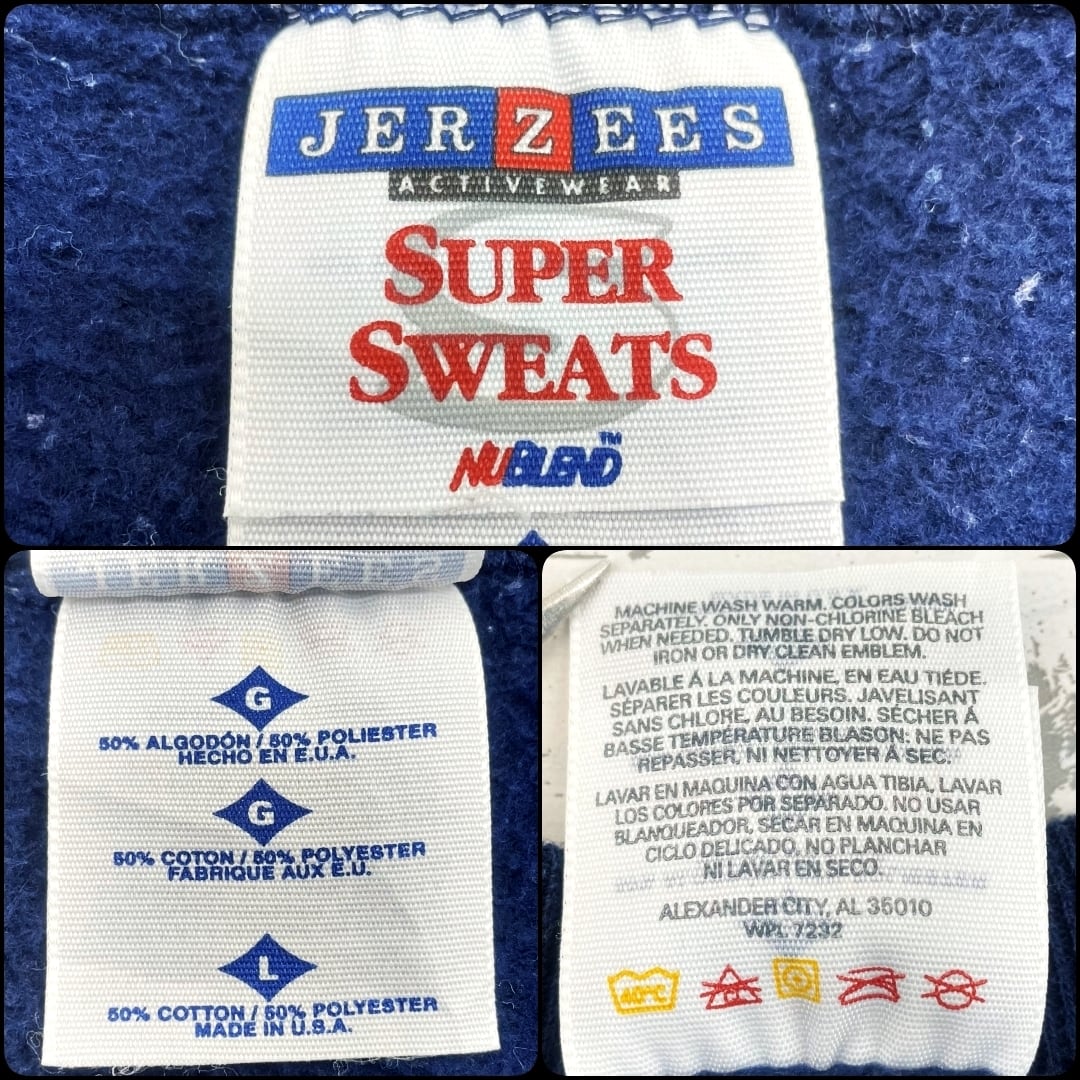 JERZEES
ACTIVEWEAR
SUPER
SWEATS
NUBLEND™
G
50% ALGODÓN / 50% POLIESTER
HECHO EN E.U.A.
G
50% COTON / 50% POLYESTER
FABRIQUE AUX E.U.
L
50% COTTON / 50% POLYESTER
MADE IN U.S.A.
MACHINE WASH WARM. COLORS WASH
SEPARATELY. ONLY NON-CHLORINE BLEACH
WHEN NEEDED. TUMBLE DRY LOW. DO NOT
IRON OR DRY CLEAN EMBLEM.
LAVABLE Á LA MACHINE, EN EAU TIÉDE.
SÉPARER LES COULEURS. JAVELISANT
SANS CHLORE, AU BESOIN. SÉCHER Á
BASSE TEMPÉRATURE BLASON: NE PAS
REPASSER, NI NETTOYER Á SEC.
LAVAR EN MAQUINA CON AGUA TIBIA, LAVAR
LOS COLORES POR SEPARADO. NO USAR
BLANQUEADOR, SECAR EN MAQUINA EN
CICLO DELICADO, NO PLANCHAR
NI LAVAR EN SECO.
ALEXANDER CITY, AL 35010
WPL 7232
40°C